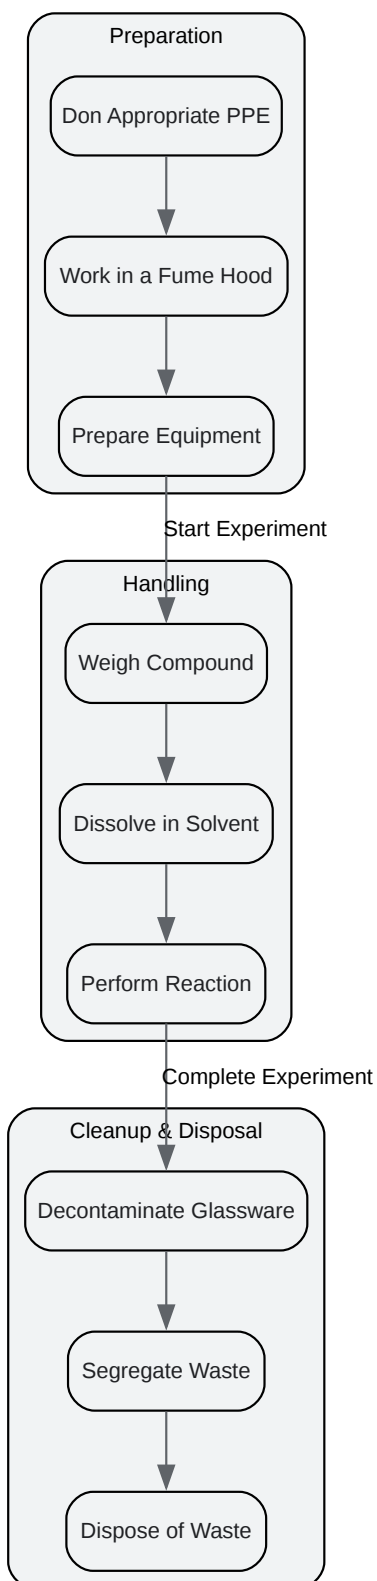 Preparation
Don Appropriate PPE
Work in a Fume Hood
Prepare Equipment
Start Experiment
Handling
Weigh Compound
Dissolve in Solvent
Perform Reaction
Complete Experiment
Cleanup & Disposal
Decontaminate Glassware
Segregate Waste
Dispose of Waste